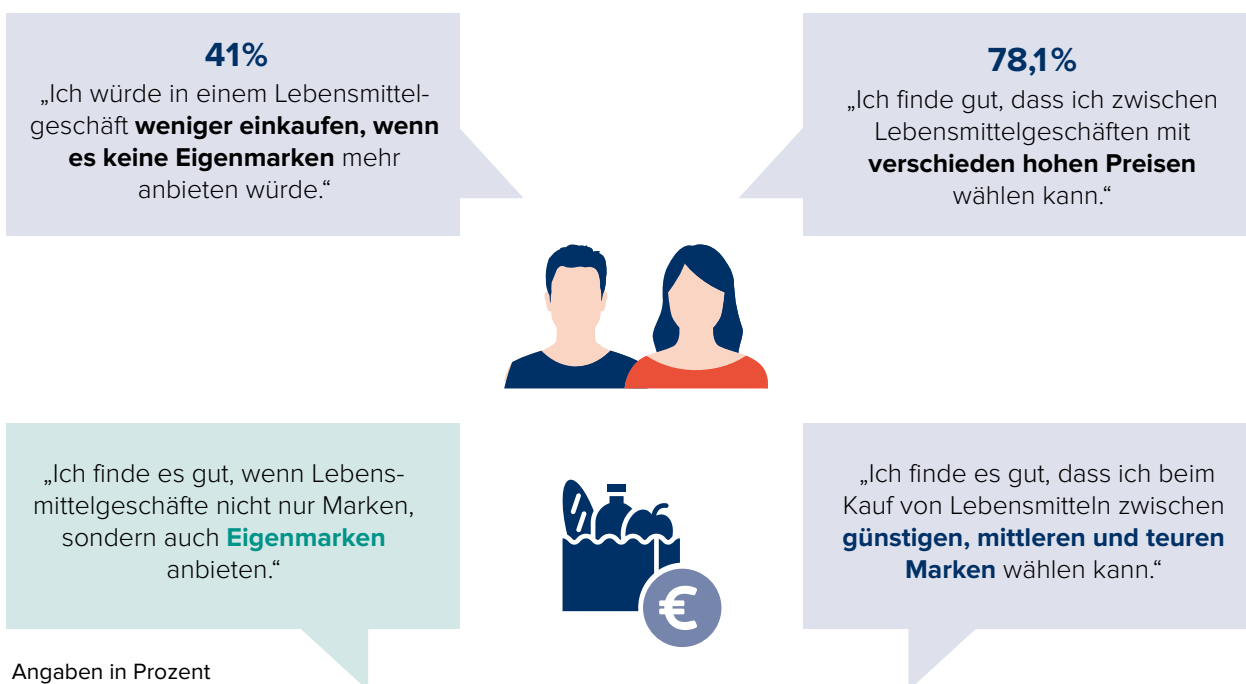 41%
„Ich würde in einem Lebensmittel-
geschäft weniger einkaufen, wenn
es keine Eigenmarken mehr
anbieten würde.“
78,1%
„Ich finde gut, dass ich zwischen
Lebensmittelgeschäften mit
verschieden hohen Preisen
wählen kann.“
„Ich finde es gut, wenn Lebens-
mittelgeschäfte nicht nur Marken,
sondern auch Eigenmarken
anbieten.“
€
„Ich finde es gut, dass ich beim
Kauf von Lebensmitteln zwischen
günstigen, mittleren und teuren
Marken wählen kann.“
Angaben in Prozent